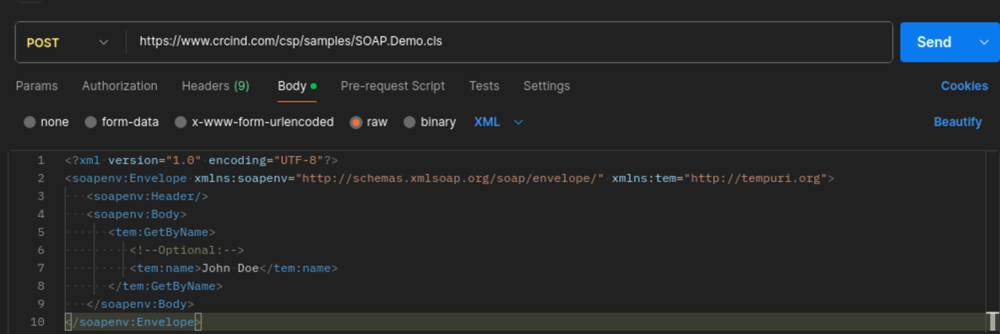 POST https://www.crcind.com/csp/samples/SOAP.Demo.cls Send
Params Authorization Headers (9) Body Pre-request Script Tests Settings Cookies
none form-data x-www-form-urlencoded raw binary XML Beautify
1 <?xml version="1.0" encoding="UTF-8"?>
2 <soapenv:Envelope xmlns:soapenv="http://schemas.xmlsoap.org/soap/envelope/" xmlns:tem="http://tempuri.org">
3 <soapenv:Header/>
4 <soapenv:Body>
5 <tem:GetByName>
6 <!--Optional:-->
7 <tem:name>John Doe</tem:name>
8 </tem:GetByName>
9 </soapenv:Body>
10 </soapenv:Envelope>